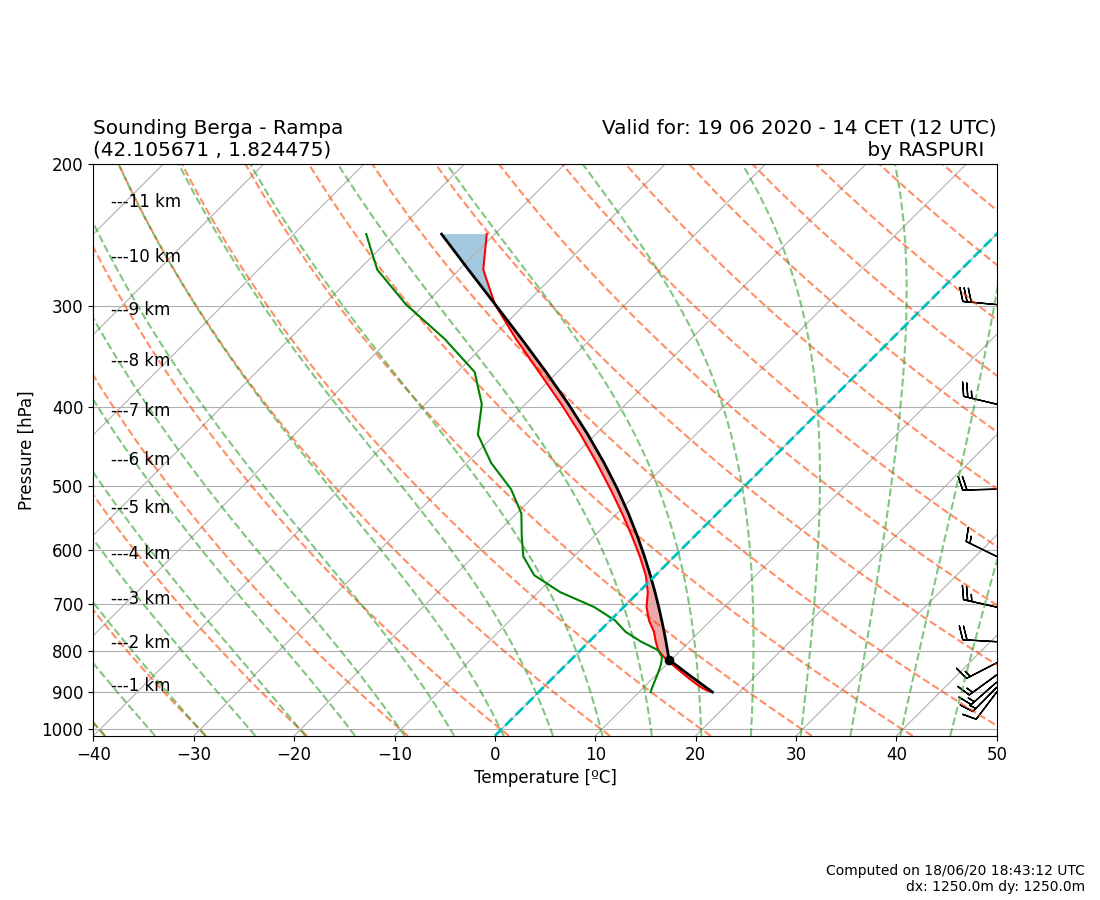 Sounding Berga - Rampa
(42.105671 , 1.824475)
Valid for: 19 06 2020 - 14 CET (12 UTC)
by RASPURI
200
300
400
500
600
700
800
900
1000
Pressure [hPa]
---11 km
---10 km
---9 km
---8 km
---7 km
---6 km
---5 km
---4 km
---3 km
---2 km
---1 km
−40 −30 −20 −10 0 10 20 30 40 50
Temperature [ºC]
Computed on 18/06/20 18:43:12 UTC
dx: 1250.0m dy: 1250.0m